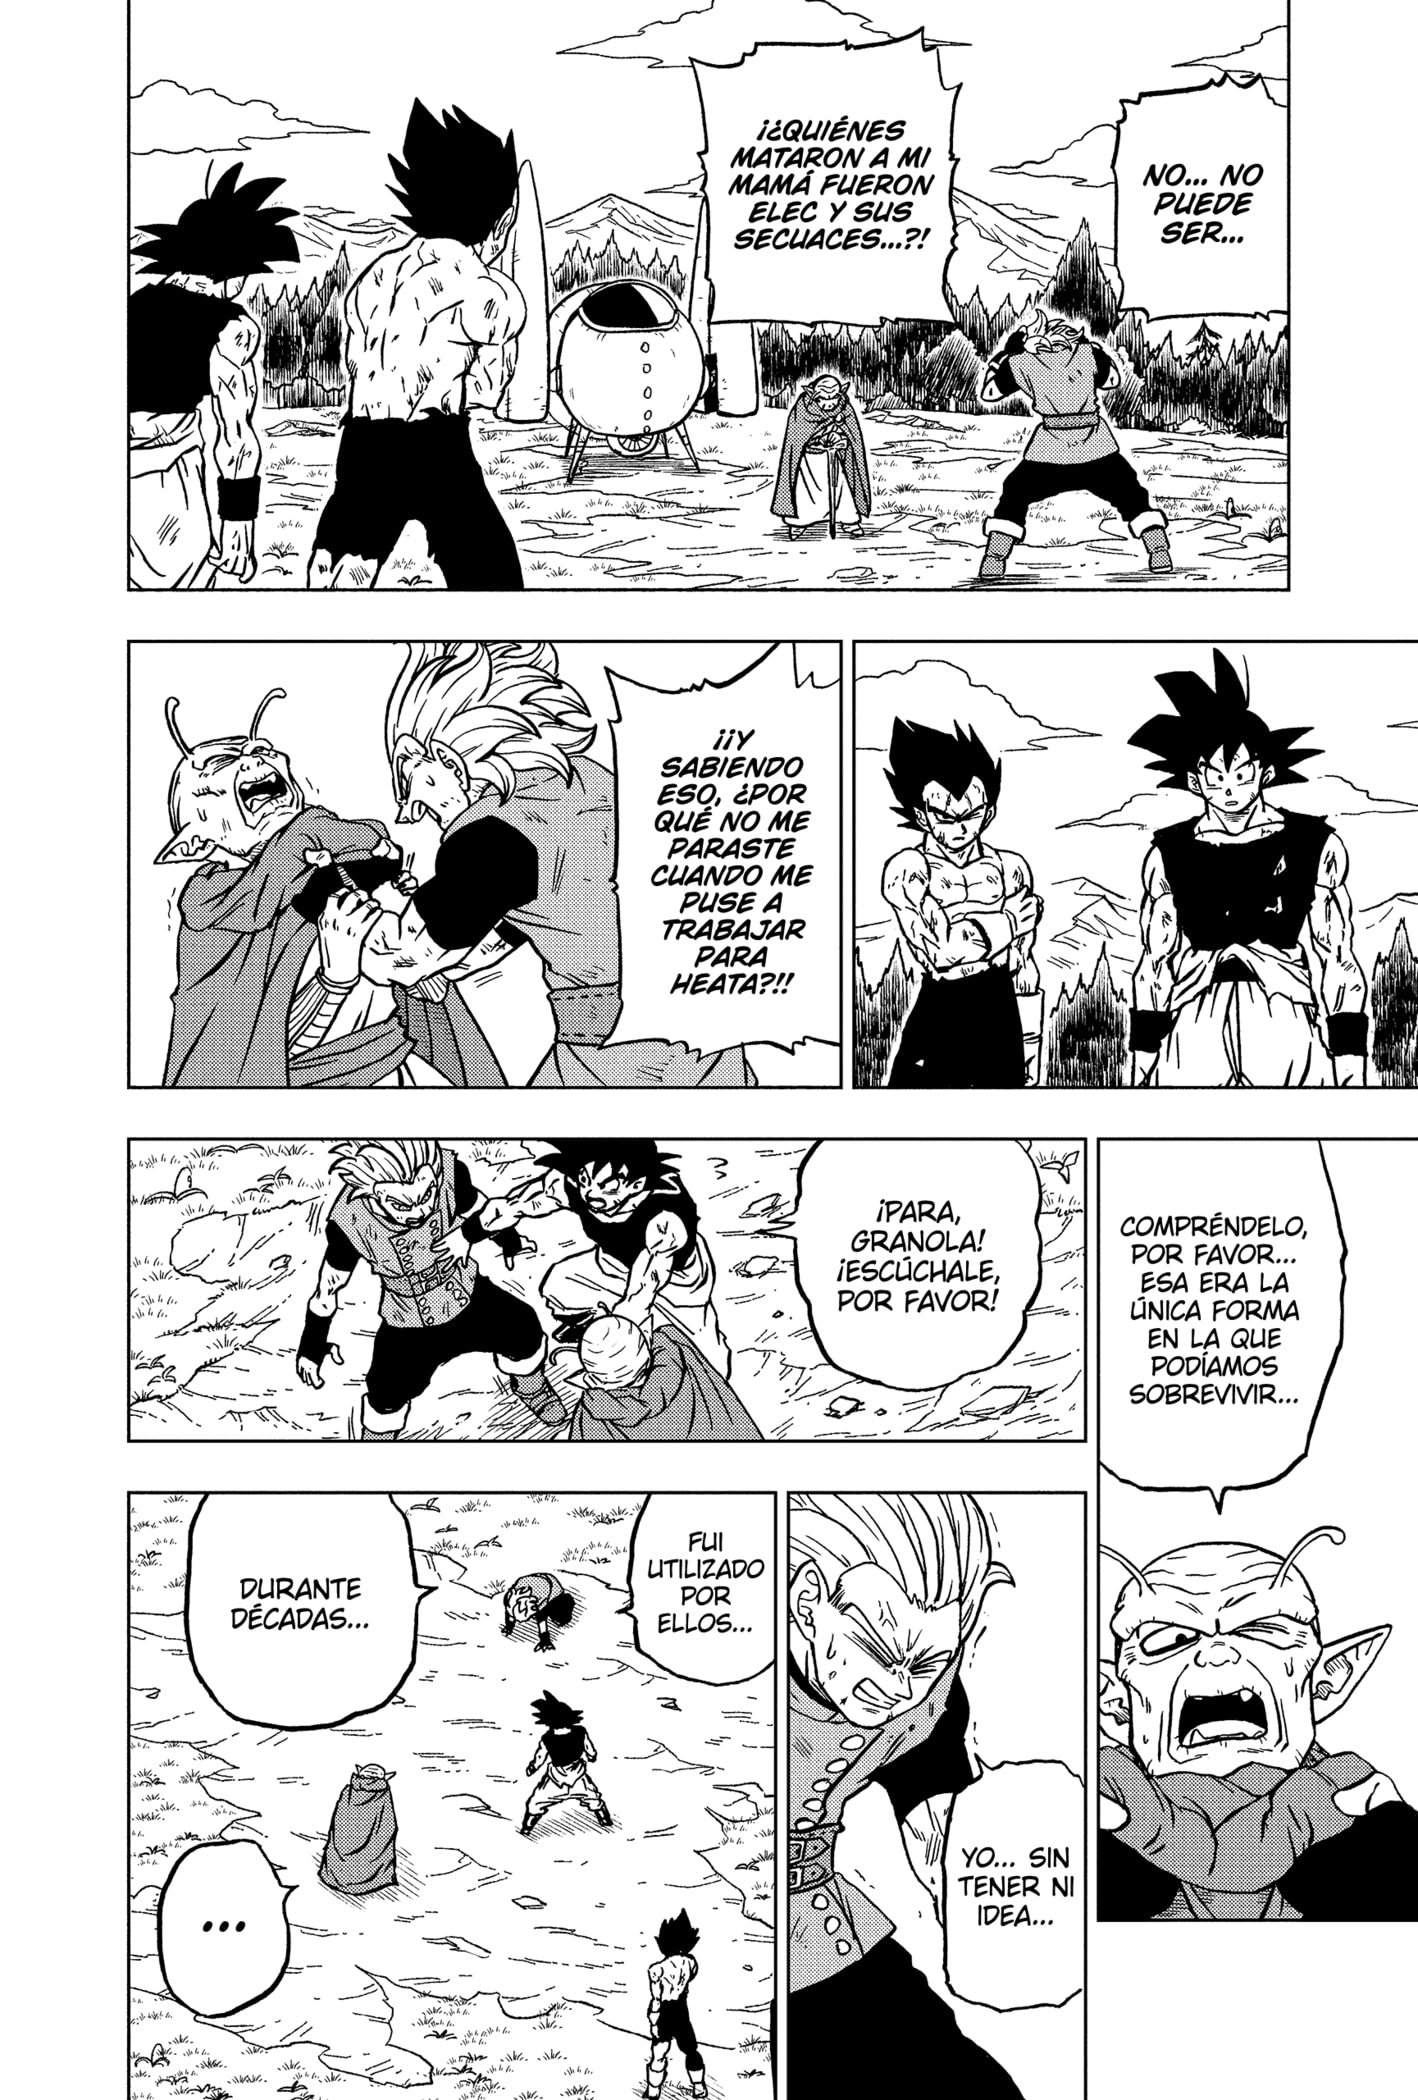 NO... NO
PUEDE
SER...
¡¿QUIÉNES
MATARON A MI
MAMÁ FUERON
ELEC Y SUS
SECUACES...?!
¡¡Y
SABIENDO
ESO, ¿POR
QUÉ NO ME
PARASTE
CUANDO ME
PUSE A
TRABAJAR
PARA
HEATA?!!
COMPRÉNDELO,
POR FAVOR...
ESA ERA LA
ÚNICA FORMA
EN LA QUE
PODÍAMOS
SOBREVIVIR...
¡PARA,
GRANOLA!
¡ESCÚCHALE,
POR FAVOR!
YO... SIN
TENER NI
IDEA...
FUI
UTILIZADO
POR
ELLOS...
DURANTE
DÉCADAS...
...